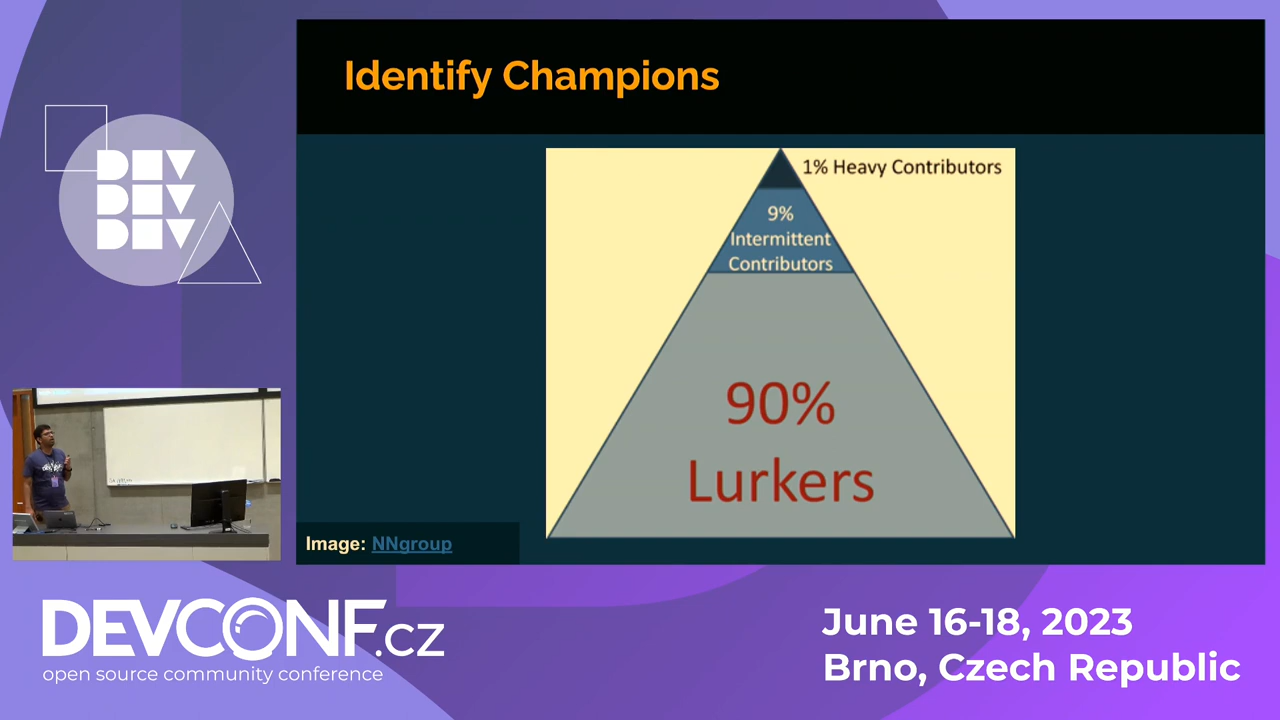 Identify Champions
1% Heavy Contributors
9%
Intermittent
Contributors
90%
Lurkers
Image: NNgroup
DEV
DEV
DEV
DEVCONF.cz
open source community conference
June 16-18, 2023
Brno, Czech Republic